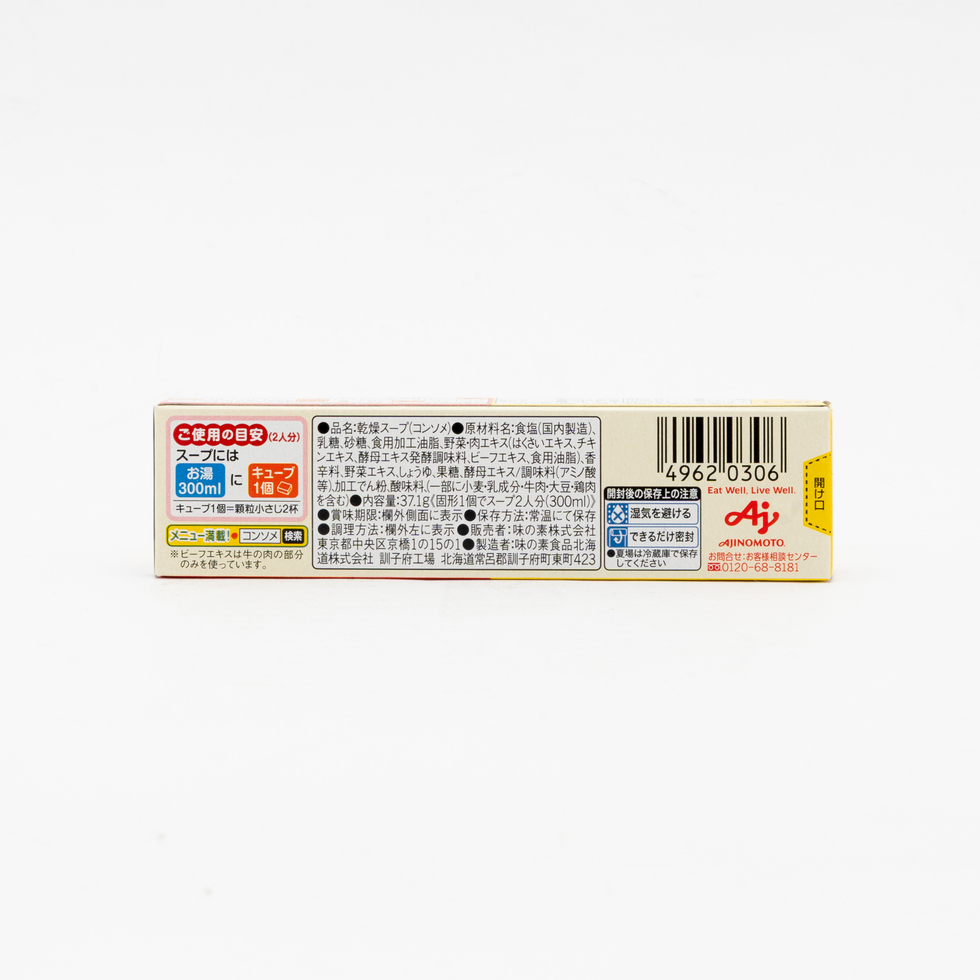 ご使用の目安(2人分)
スープには
お湯
300ml
に
キューブ
1個
キューブ1個=顆粒小さじ2杯
メニュー満載! コンソメ 検索
※ビーフエキスは牛の肉の部分
のみを使っています。
●品名:乾燥スープ(コンソメ)●原材料名:食塩(国内製造)、
乳糖、砂糖、食用加工油脂、野菜・肉エキス(はくさいエキス、チキ
ンエキス、酵母エキス発酵調味料、ビーフエキス、食用油脂)、香
辛料、野菜エキス、しょうゆ、果糖、酵母エキス/調味料(アミノ酸
等)、加工でん粉、酸味料、(一部に小麦・乳成分・牛肉・大豆・鶏肉
を含む)●内容量:37.1g(固形1個でスープ2人分(300ml))
●賞味期限:欄外側面に表示●保存方法:常温にて保存
●調理方法:欄外左に表示●販売者:味の素株式会社
東京都中央区京橋1の15の1●製造者:味の素食品北海
道株式会社 訓子府工場 北海道常呂郡訓子府町東町423
4962 0306
開封後の保存上の注意
湿気を避ける
できるだけ密封
●夏場は冷蔵庫で保存
してください
Eat Well, Live Well.
Aj
AJINOMOTO
お問合せ:お客様相談センター
0120-68-8181
開け口